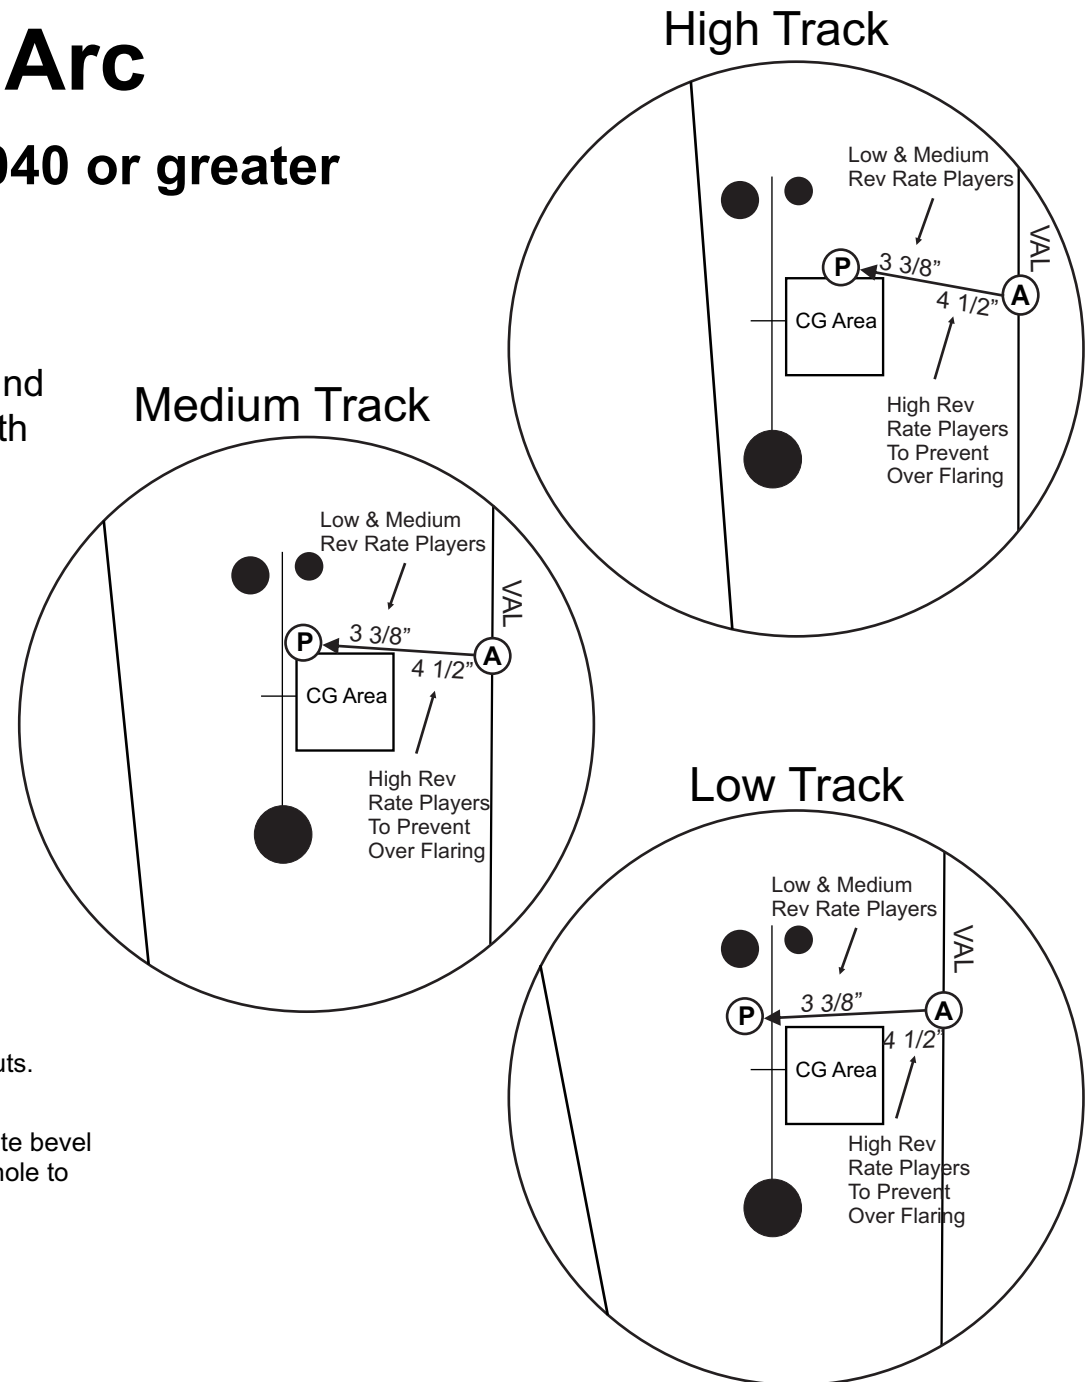 Arc
040 or greater
nd
th
uts.
te bevel
hole to
High Track
Low & Medium
Rev Rate Players
VAL
P
3 3/8”
4 1/2”
A
CG Area
High Rev
Rate Players
To Prevent
Over Flaring
Medium Track
Low & Medium
Rev Rate Players
VAL
P
3 3/8”
4 1/2”
A
CG Area
High Rev
Rate Players
To Prevent
Over Flaring
Low Track
Low & Medium
Rev Rate Players
VAL
P
3 3/8”
4 1/2”
A
CG Area
High Rev
Rate Players
To Prevent
Over Flaring